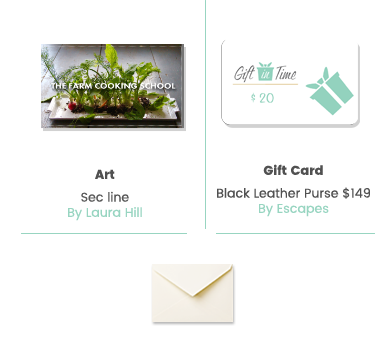 THE FARM COOKING SCHOOL
Art
Sec line
By Laura Hill
Gift in Time
¢ 20
Gift Card
Black Leather Purse $149
By Escapes